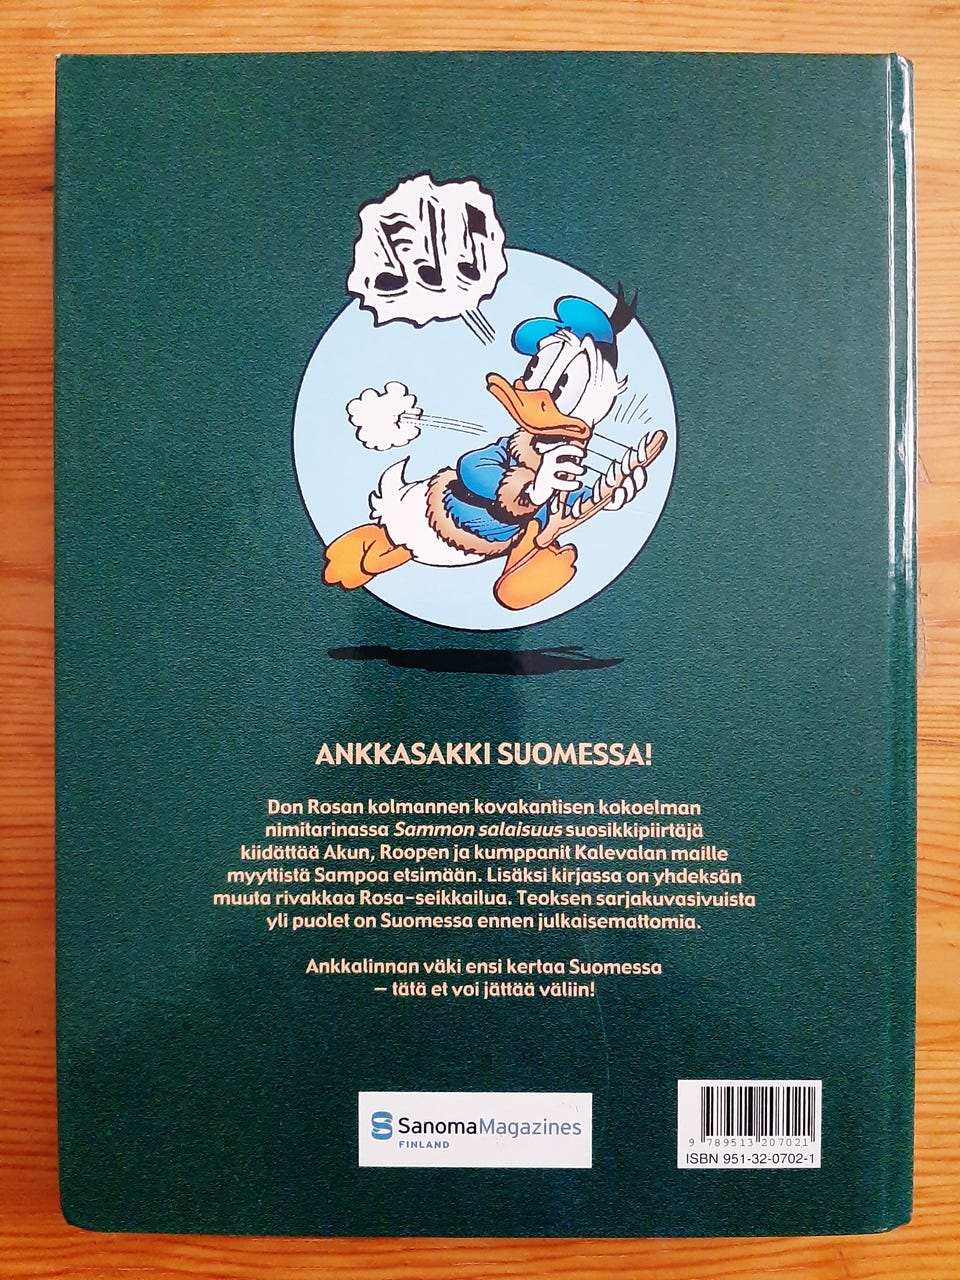 ANKKASAKKI SUOMESSA!
Don Rosan kolmannen kovakantisen kokoelman
nimitarinassa Sammon salaisuus suosikkipiirtäjä
kiidättää Akun, Roopen ja kumppanit Kalevalan maille
myyttistä Sampoa etsimään. Lisäksi kirjassa on yhdeksän
muuta rivakkaa Rosa-seikkailua. Teoksen sarjakuvasivuista
yli puolet on Suomessa ennen julkaisemattomia.
Ankkalinnan väki ensi kertaa Suomessa
– tätä et voi jättää väliin!
SanomaMagazines
FINLAND
9 789513 207021
ISBN 951-32-0702-1